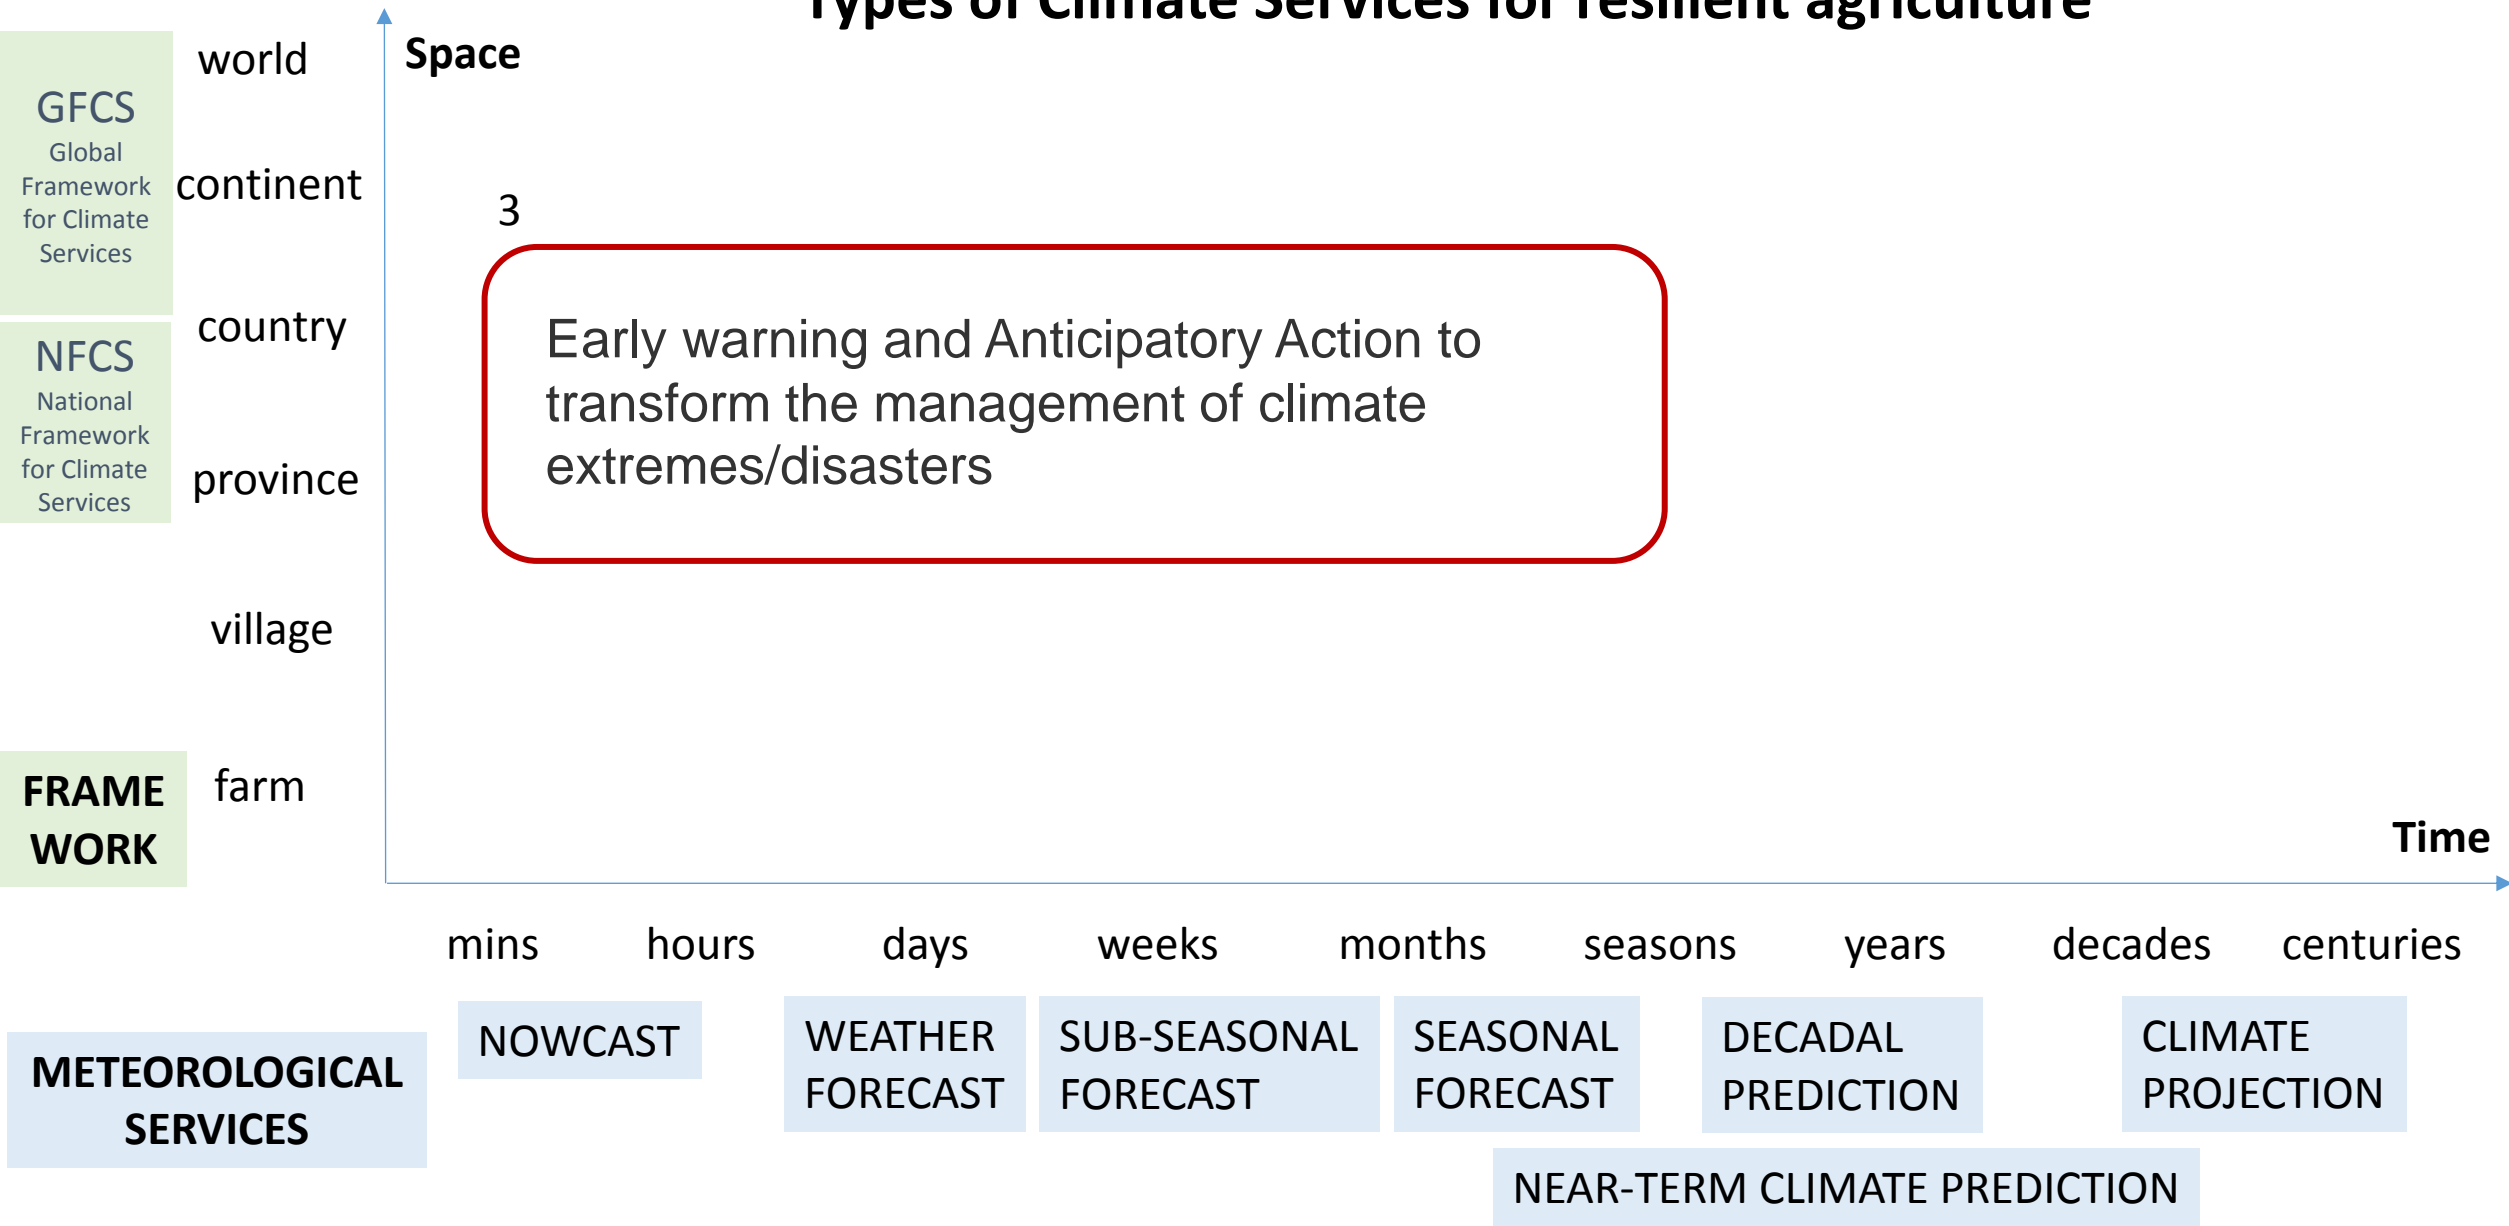 Types of Climate Services for resilient agriculture
Space
world
continent
country
province
village
farm
GFCS
Global
Framework
for Climate
Services
NFCS
National
Framework
for Climate
Services
FRAME
WORK
3
Early warning and Anticipatory Action to
transform the management of climate
extremes/disasters
Time
mins hours days weeks months seasons years decades centuries
METEOROLOGICAL
SERVICES
NOWCAST
WEATHER
FORECAST
SUB-SEASONAL
FORECAST
SEASONAL
FORECAST
DECADAL
PREDICTION
CLIMATE
PROJECTION
NEAR-TERM CLIMATE PREDICTION